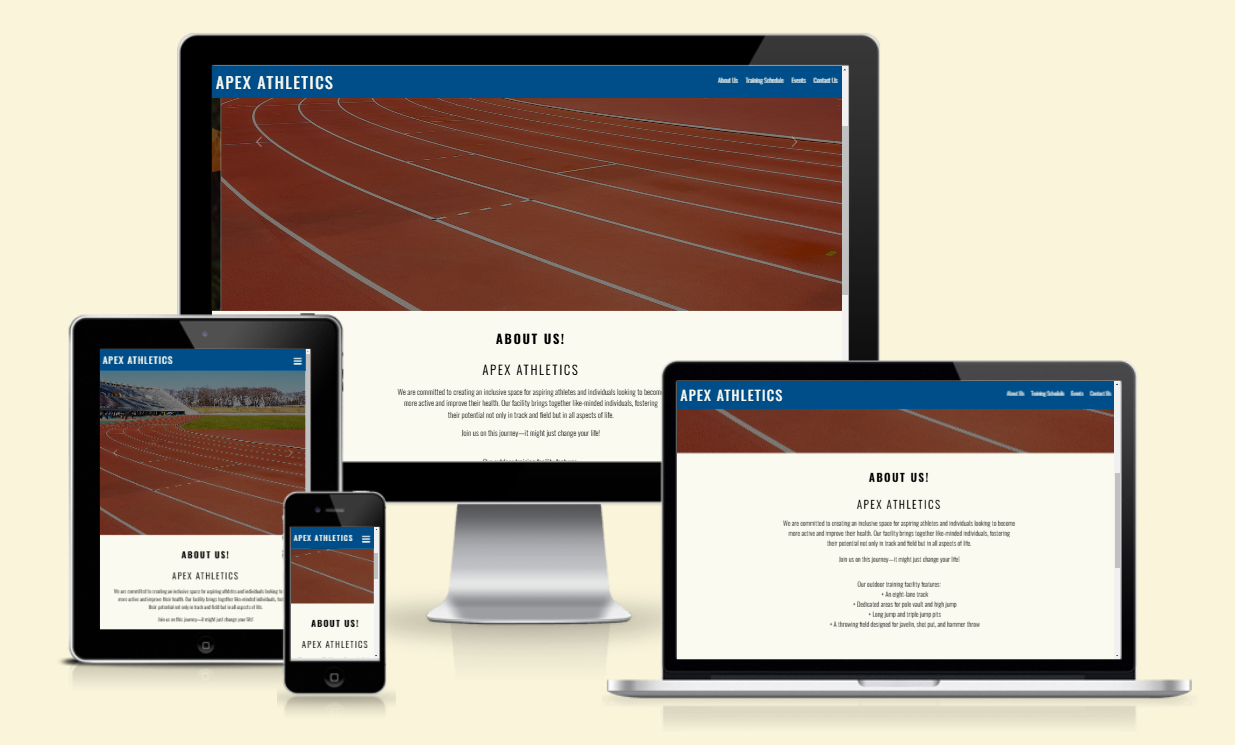 APEX ATHLETICS
About Us Training Schedule Events Contact Us
ABOUT US!
APEX ATHLETICS
We are committed to creating an inclusive space for aspiring athletes and individuals looking to become
more active and improve their health. Our facility brings together like-minded individuals, fostering
their potential not only in track and field but in all aspects of life.
Join us on this journey—it might just change your life!
APEX ATHLETICS
ABOUT US!
APEX ATHLETICS
We are committed to creating an inclusive space for aspiring athletes and individuals looking to
more active and improve their health. Our facility brings together like-minded individuals,
their potential not only in track and field but in all aspects of life.
Join us on this journey—it might just change your life!
APEX ATHLETICS
ABOUT US!
APEX ATHLETICS
APEX ATHLETICS
About Us Training Schedule Events Contact Us
ABOUT US!
APEX ATHLETICS
We are committed to creating an inclusive space for aspiring athletes and individuals looking to become
more active and improve their health. Our facility brings together like-minded individuals, fostering
their potential not only in track and field but in all aspects of life.
Join us on this journey—it might just change your life!
Our outdoor training facility features:
• An eight-lane track
• Dedicated areas for pole vault and high jump
• Long jump and triple jump pits
• A throwing field designed for javelin, shot put, and hammer throw